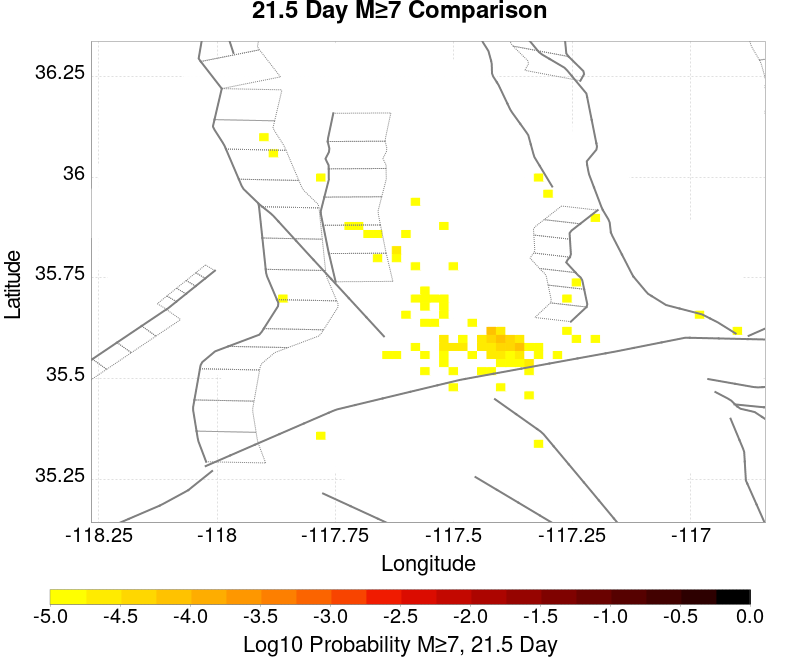 21.5 Day M≥7 Comparison
36.25
36
35.75
35.5
35.25
Latitude
-118.25 -118 -117.75 -117.5 -117.25 -117
Longitude
-5.0 -4.5 -4.0 -3.5 -3.0 -2.5 -2.0 -1.5 -1.0 -0.5 0.0
Log10 Probability M≥7, 21.5 Day